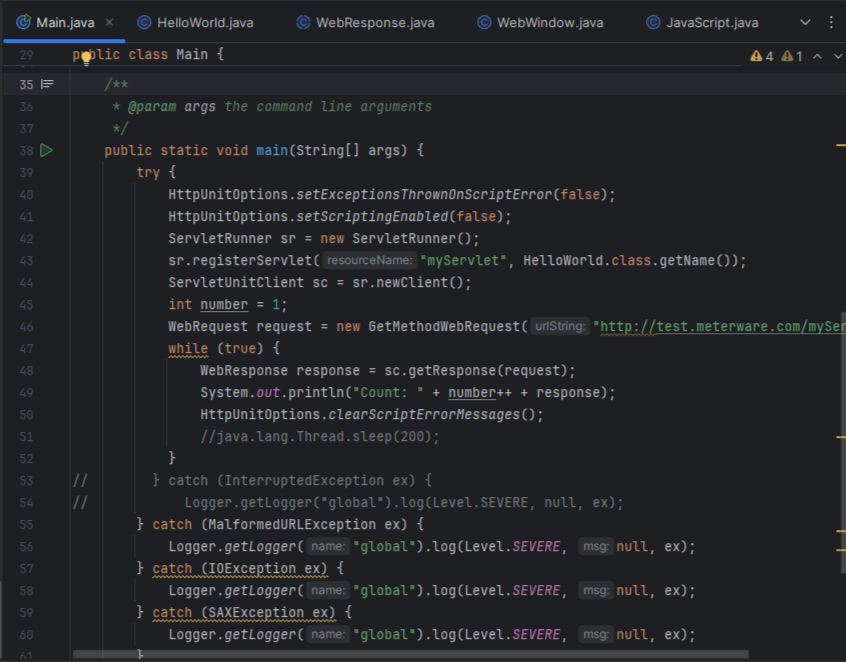 Main.java HelloWorld.java WebResponse.java WebWindow.java JavaScript.java
29 public class Main { 4 1
35 /**
36 * @param args the command line arguments
37 */
38 public static void main(String[] args) {
39 try {
40 HttpUnitOptions.setExceptionsThrownOnScriptError(false);
41 HttpUnitOptions.setScriptingEnabled(false);
42 ServletRunner sr = new ServletRunner();
43 sr.registerServlet( resourceName: "myServlet", HelloWorld.class.getName());
44 ServletUnitClient sc = sr.newClient();
45 int number = 1;
46 WebRequest request = new GetMethodWebRequest( urlString: "http://test.meterware.com/mySer
47 while (true) {
48 WebResponse response = sc.getResponse(request);
49 System.out.println("Count: " + number++ + response);
50 HttpUnitOptions.clearScriptErrorMessages();
51 //java.lang.Thread.sleep(200);
52 }
53 // } catch (InterruptedException ex) {
54 // Logger.getLogger("global").log(Level.SEVERE, null, ex);
55 } catch (MalformedURLException ex) {
56 Logger.getLogger( name: "global").log(Level.SEVERE, msg: null, ex);
57 } catch (IOException ex) {
58 Logger.getLogger( name: "global").log(Level.SEVERE, msg: null, ex);
59 } catch (SAXException ex) {
60 Logger.getLogger( name: "global").log(Level.SEVERE, msg: null, ex);
61 }